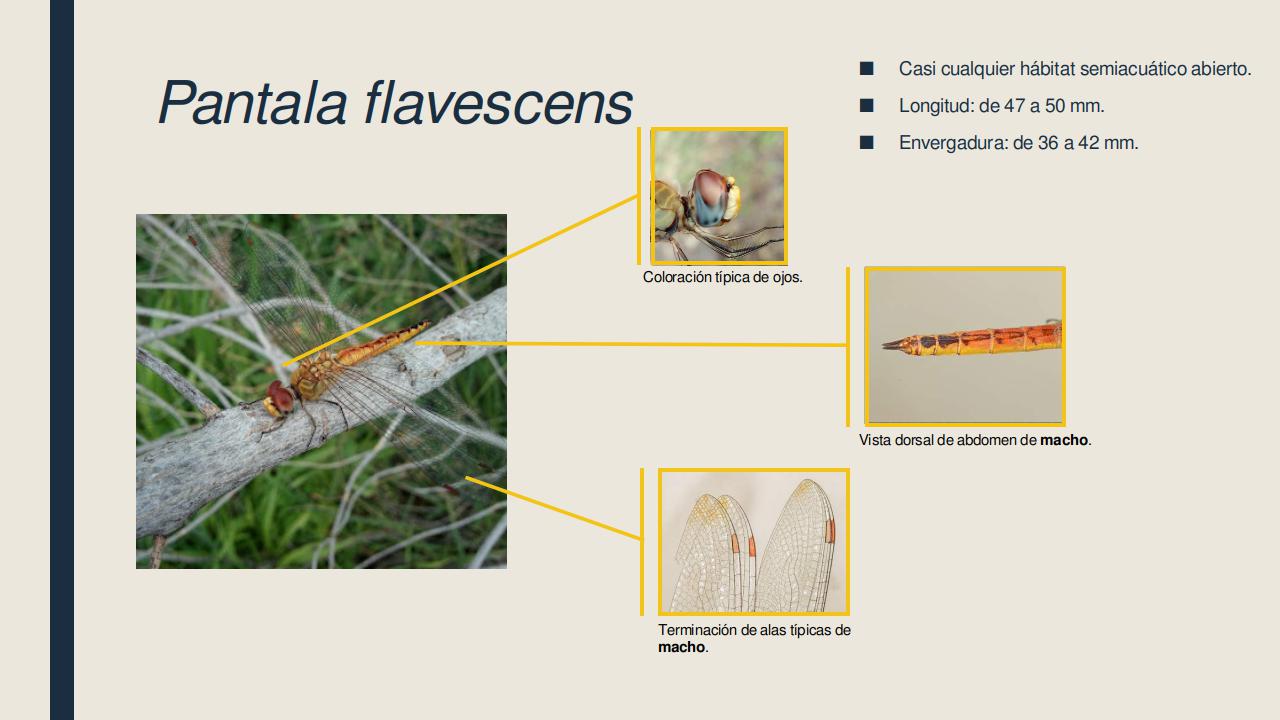 Pantala flavescens
■ Casi cualquier hábitat semiacuático abierto.
■ Longitud: de 47 a 50 mm.
■ Envergadura: de 36 a 42 mm.
Coloración típica de ojos.
Vista dorsal de abdomen de macho.
Terminación de alas típicas de
macho.